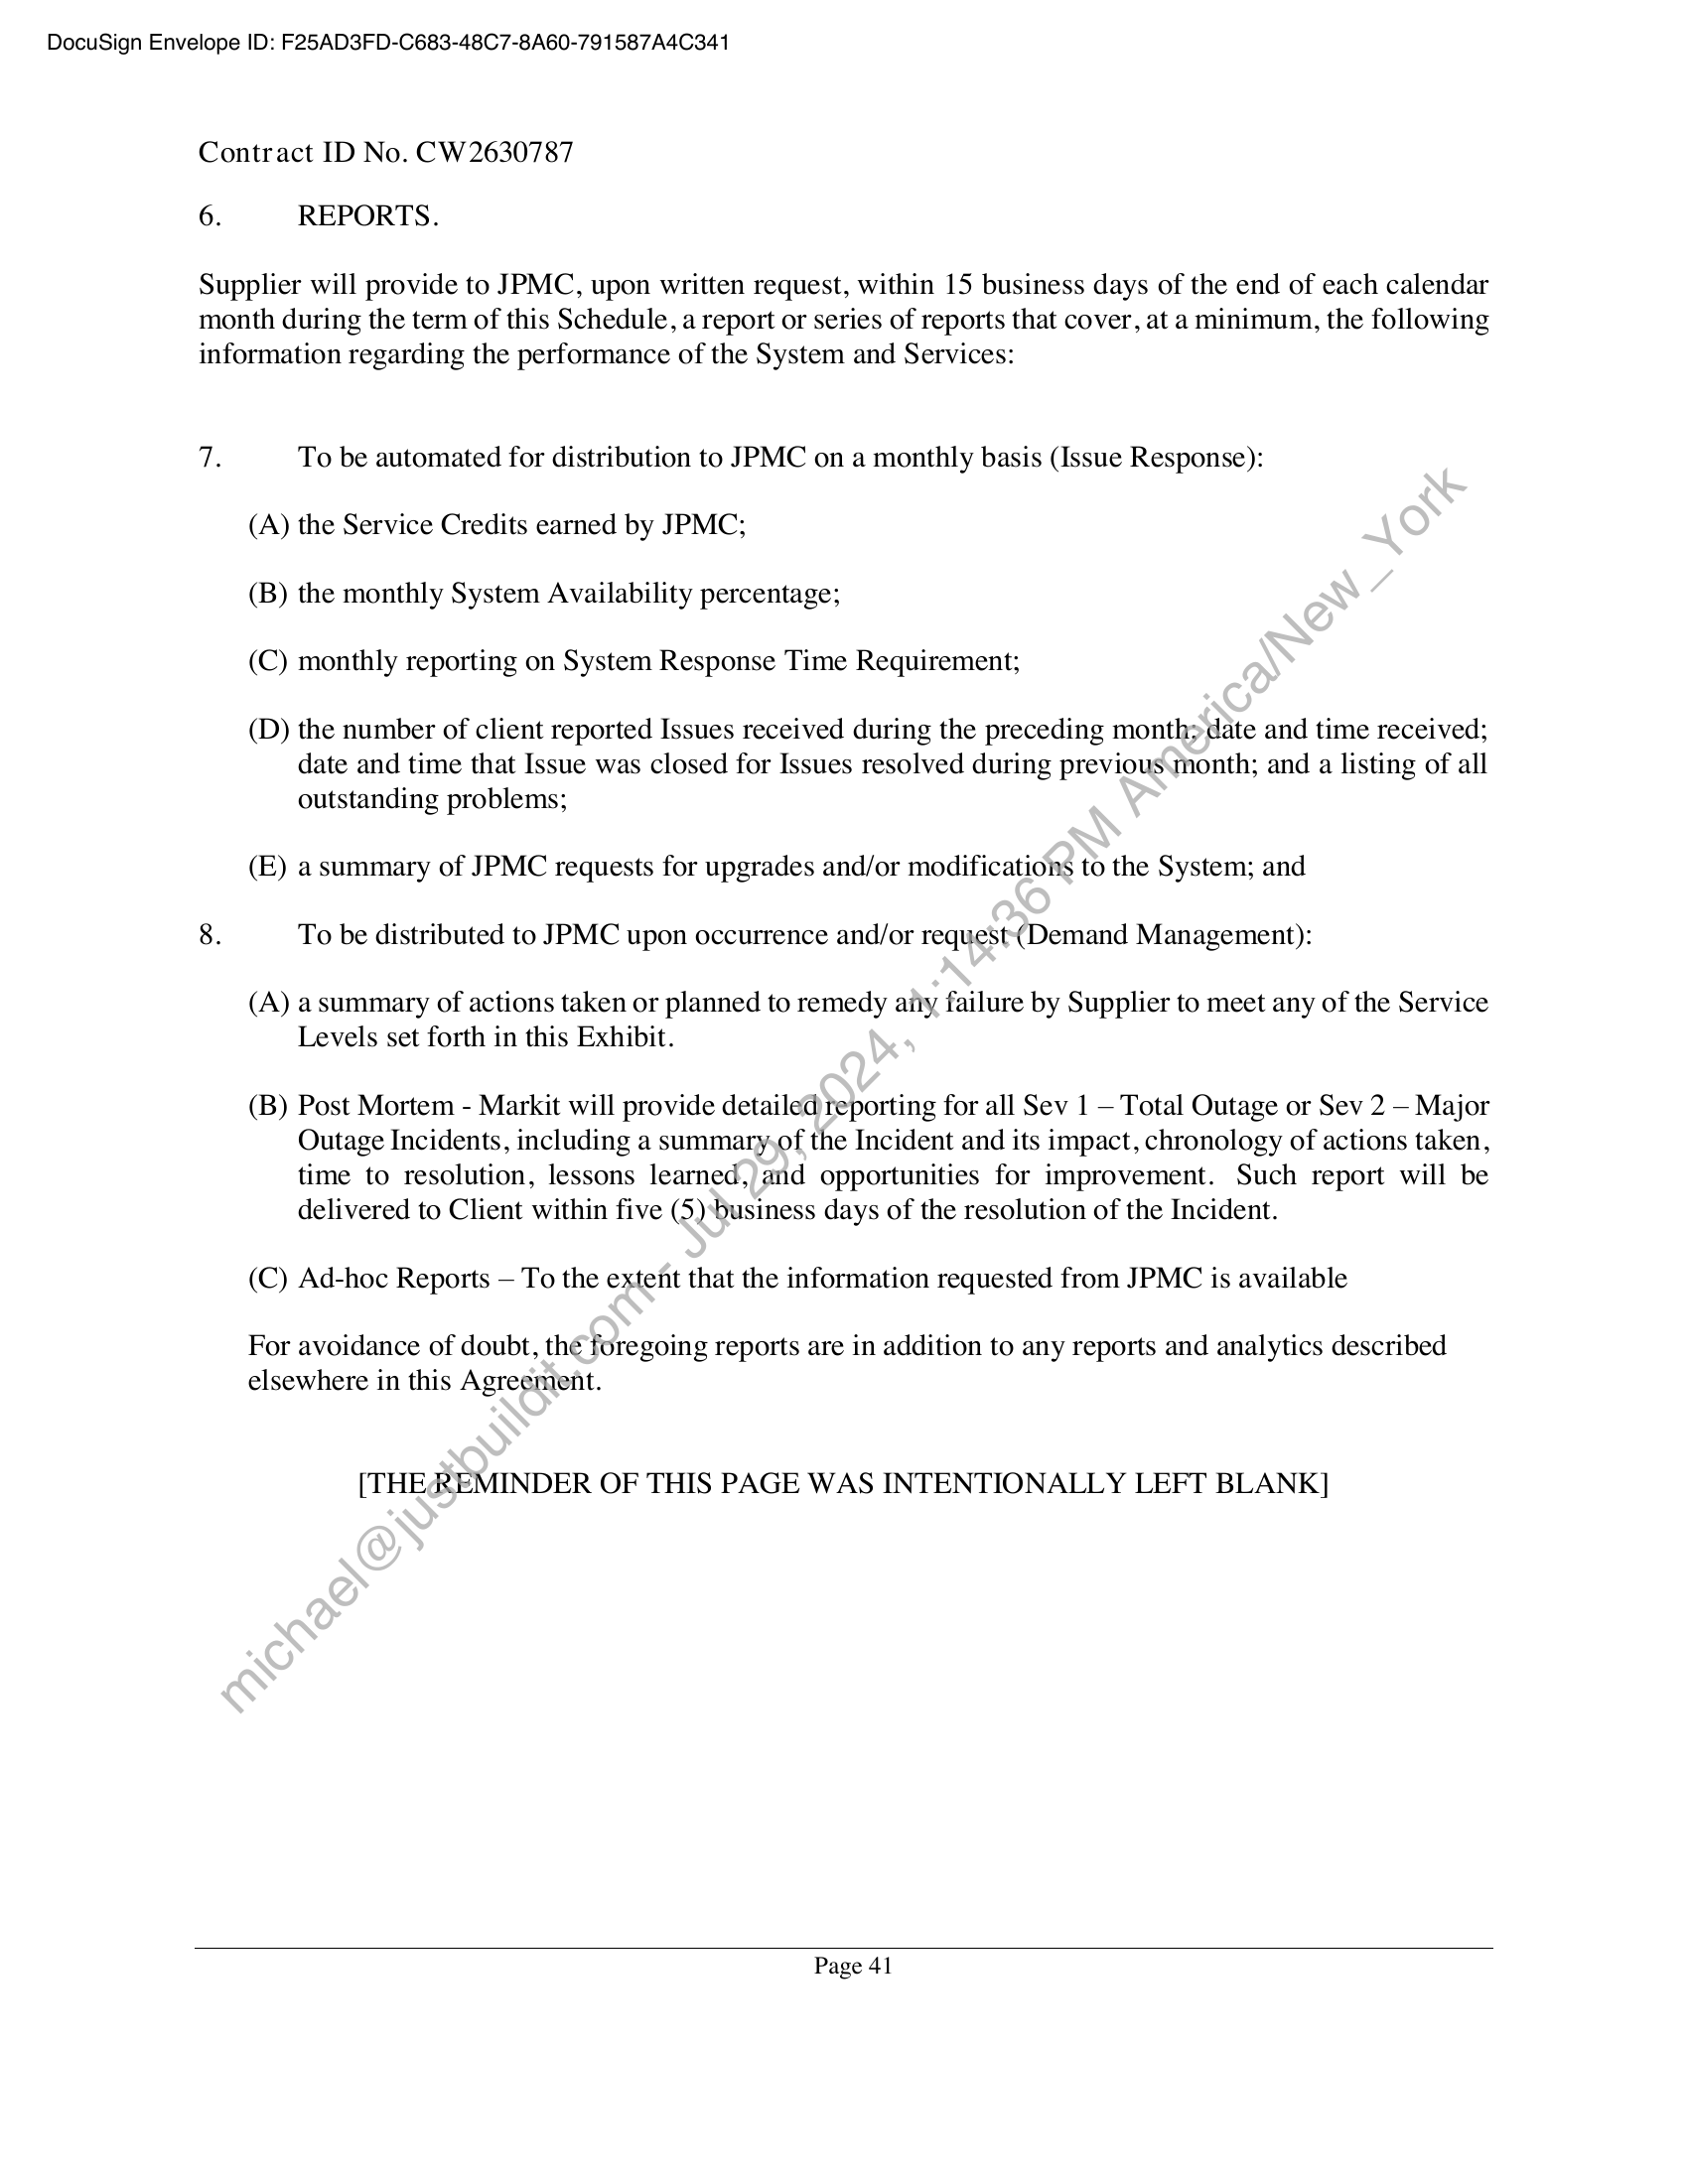 DocuSign Envelope ID: F25AD3FD-C683-48C7-8A60-791587A4C341
Contract ID No. CW2630787
6. REPORTS.
Supplier will provide to JPMC, upon written request, within 15 business days of the end of each calendar
month during the term of this Schedule, a report or series of reports that cover, at a minimum, the following
information regarding the performance of the System and Services:
7. To be automated for distribution to JPMC on a monthly basis (Issue Response):
(A) the Service Credits earned by JPMC;
(B) the monthly System Availability percentage;
(C) monthly reporting on System Response Time Requirement;
(D) the number of client reported Issues received during the preceding month: date and time received;
date and time that Issue was closed for Issues resolved during previous month; and a listing of all
outstanding problems;
(E) a summary of JPMC requests for upgrades and/or modifications to the System; and
8. To be distributed to JPMC upon occurrence and/or request (Demand Management):
(A) a summary of actions taken or planned to remedy any failure by Supplier to meet any of the Service
Levels set forth in this Exhibit.
(B) Post Mortem - Markit will provide detailed reporting for all Sev 1 – Total Outage or Sev 2 – Major
Outage Incidents, including a summary of the Incident and its impact, chronology of actions taken,
time to resolution, lessons learned, and opportunities for improvement. Such report will be
delivered to Client within five (5) business days of the resolution of the Incident.
(C) Ad-hoc Reports – To the extent that the information requested from JPMC is available
For avoidance of doubt, the foregoing reports are in addition to any reports and analytics described
elsewhere in this Agreement.
[THE REMINDER OF THIS PAGE WAS INTENTIONALLY LEFT BLANK]
michael@justbuildit.com - Jul 29, 2024, 1:14:36 PM America/New_York
Page 41